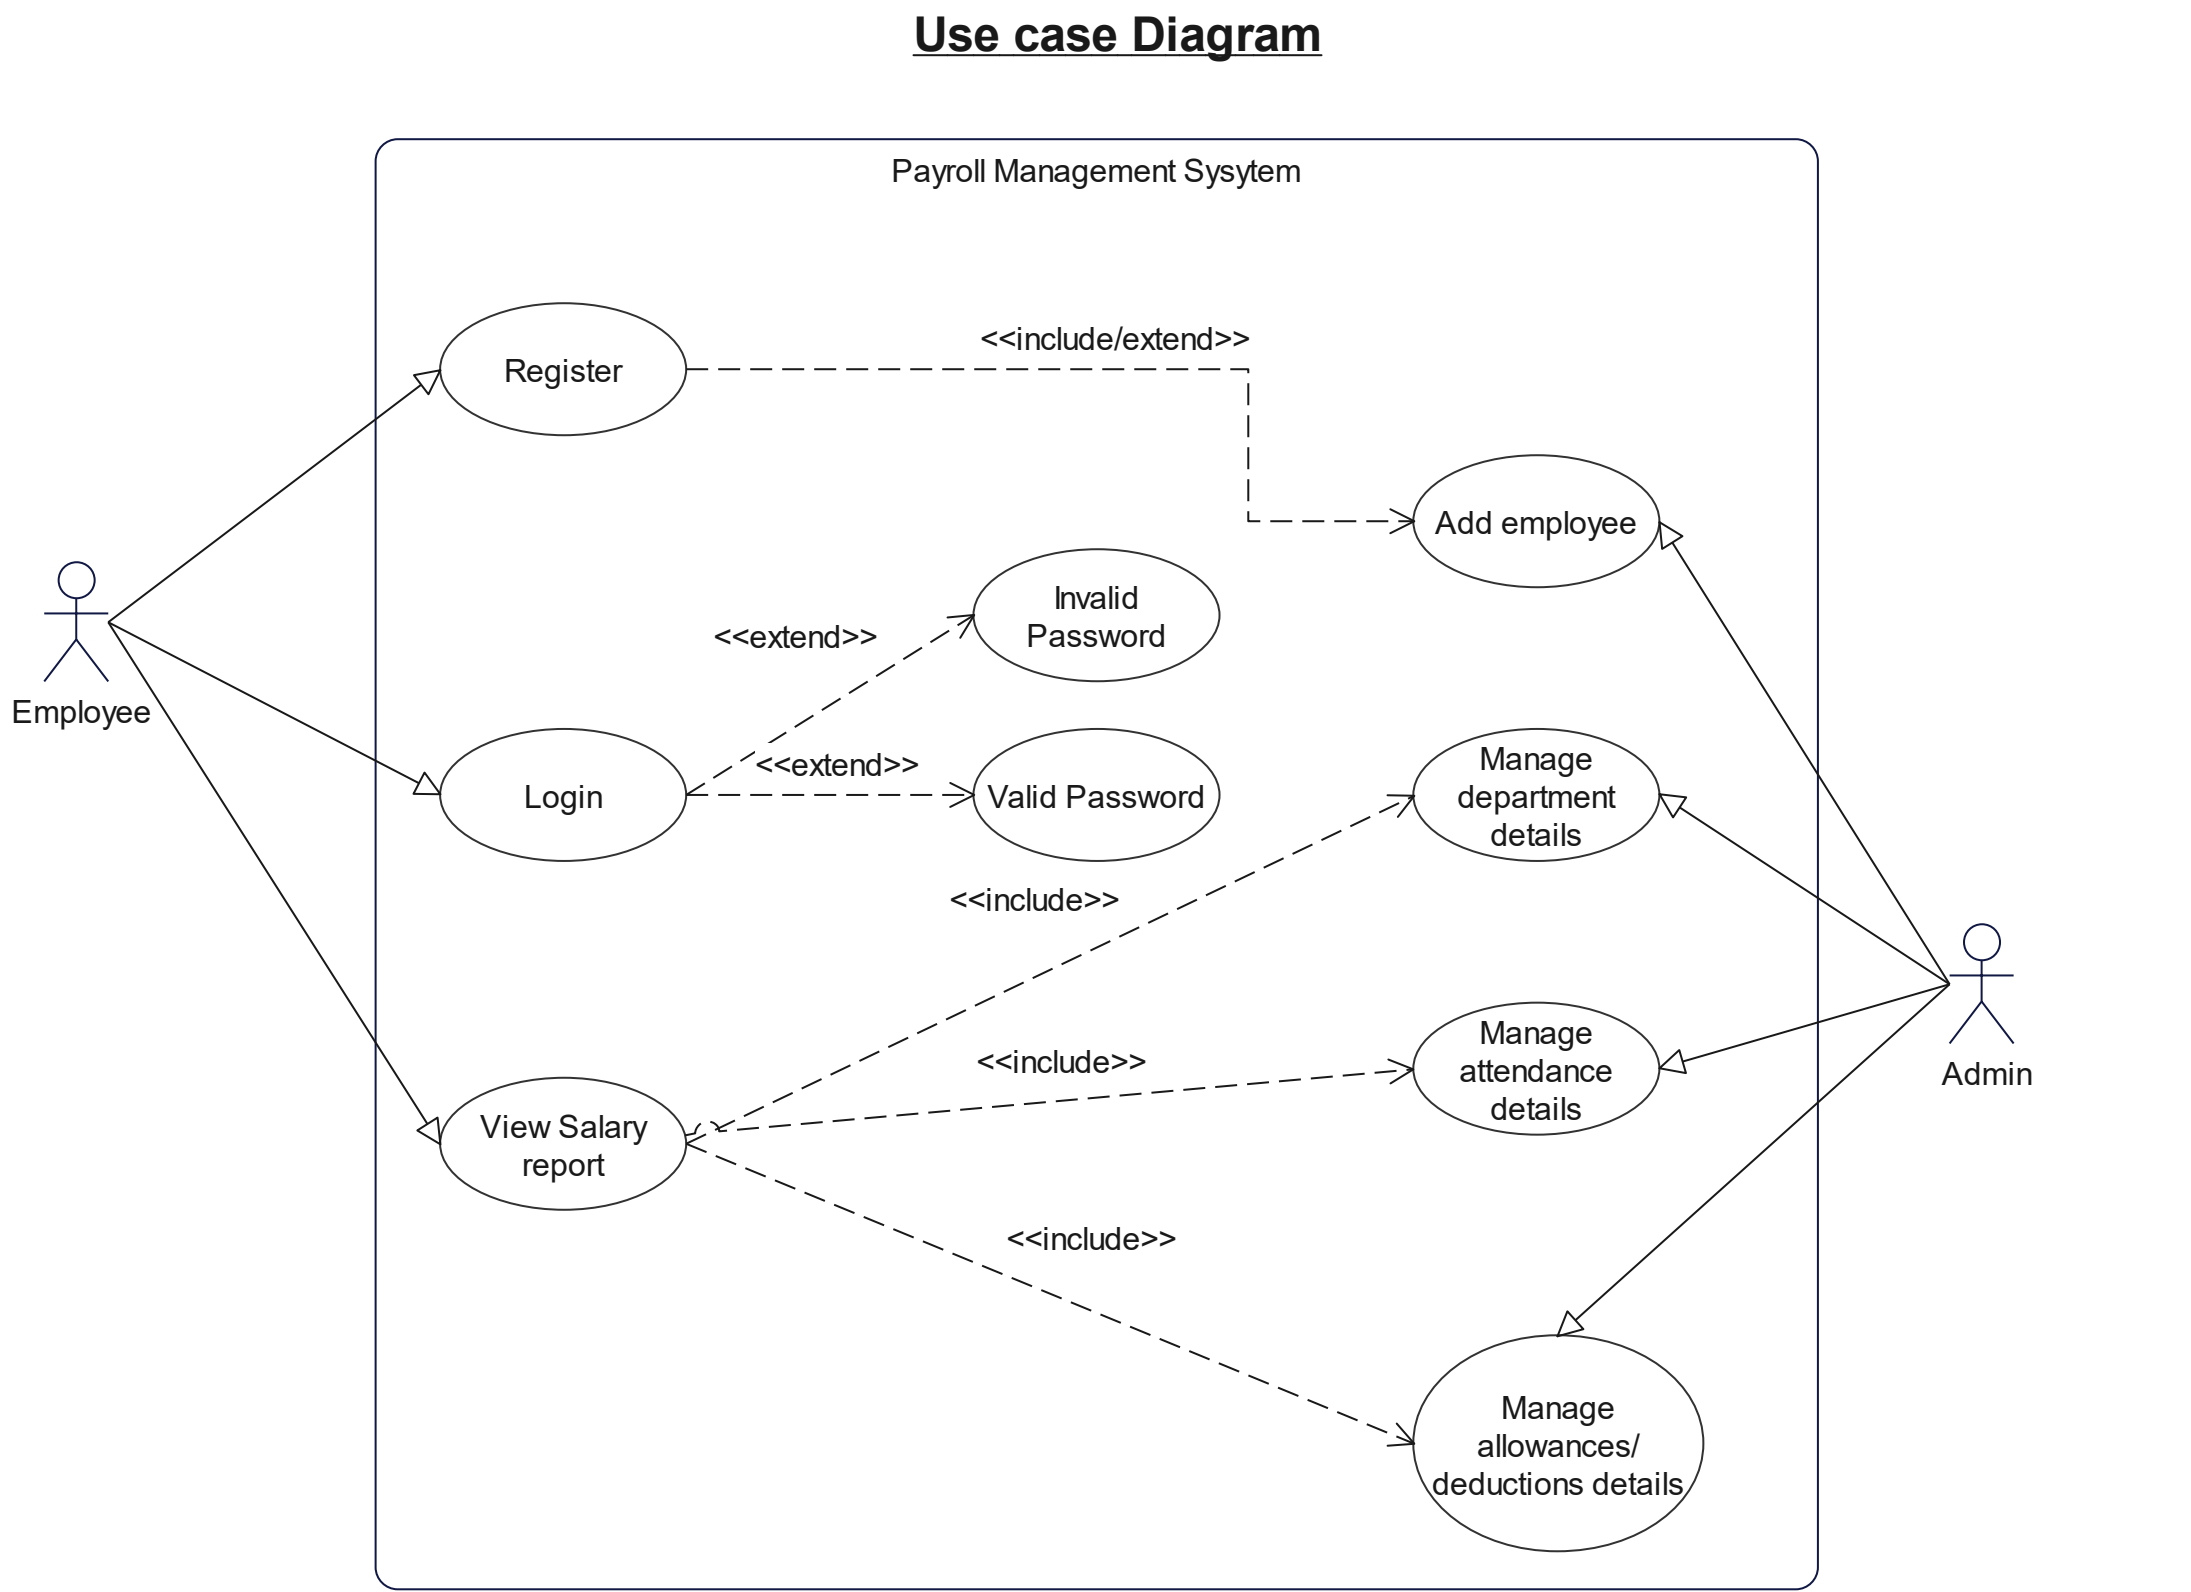 Use case Diagram
Payroll Management Sysytem
<<include/extend>>
Register
Add employee
Invalid
Password
<<extend>>
Employee
<<extend>>
Login
Valid Password
Manage
department
details
<<include>>
Manage
attendance
details
<<include>>
Admin
View Salary
report
<<include>>
Manage
allowances/
deductions details